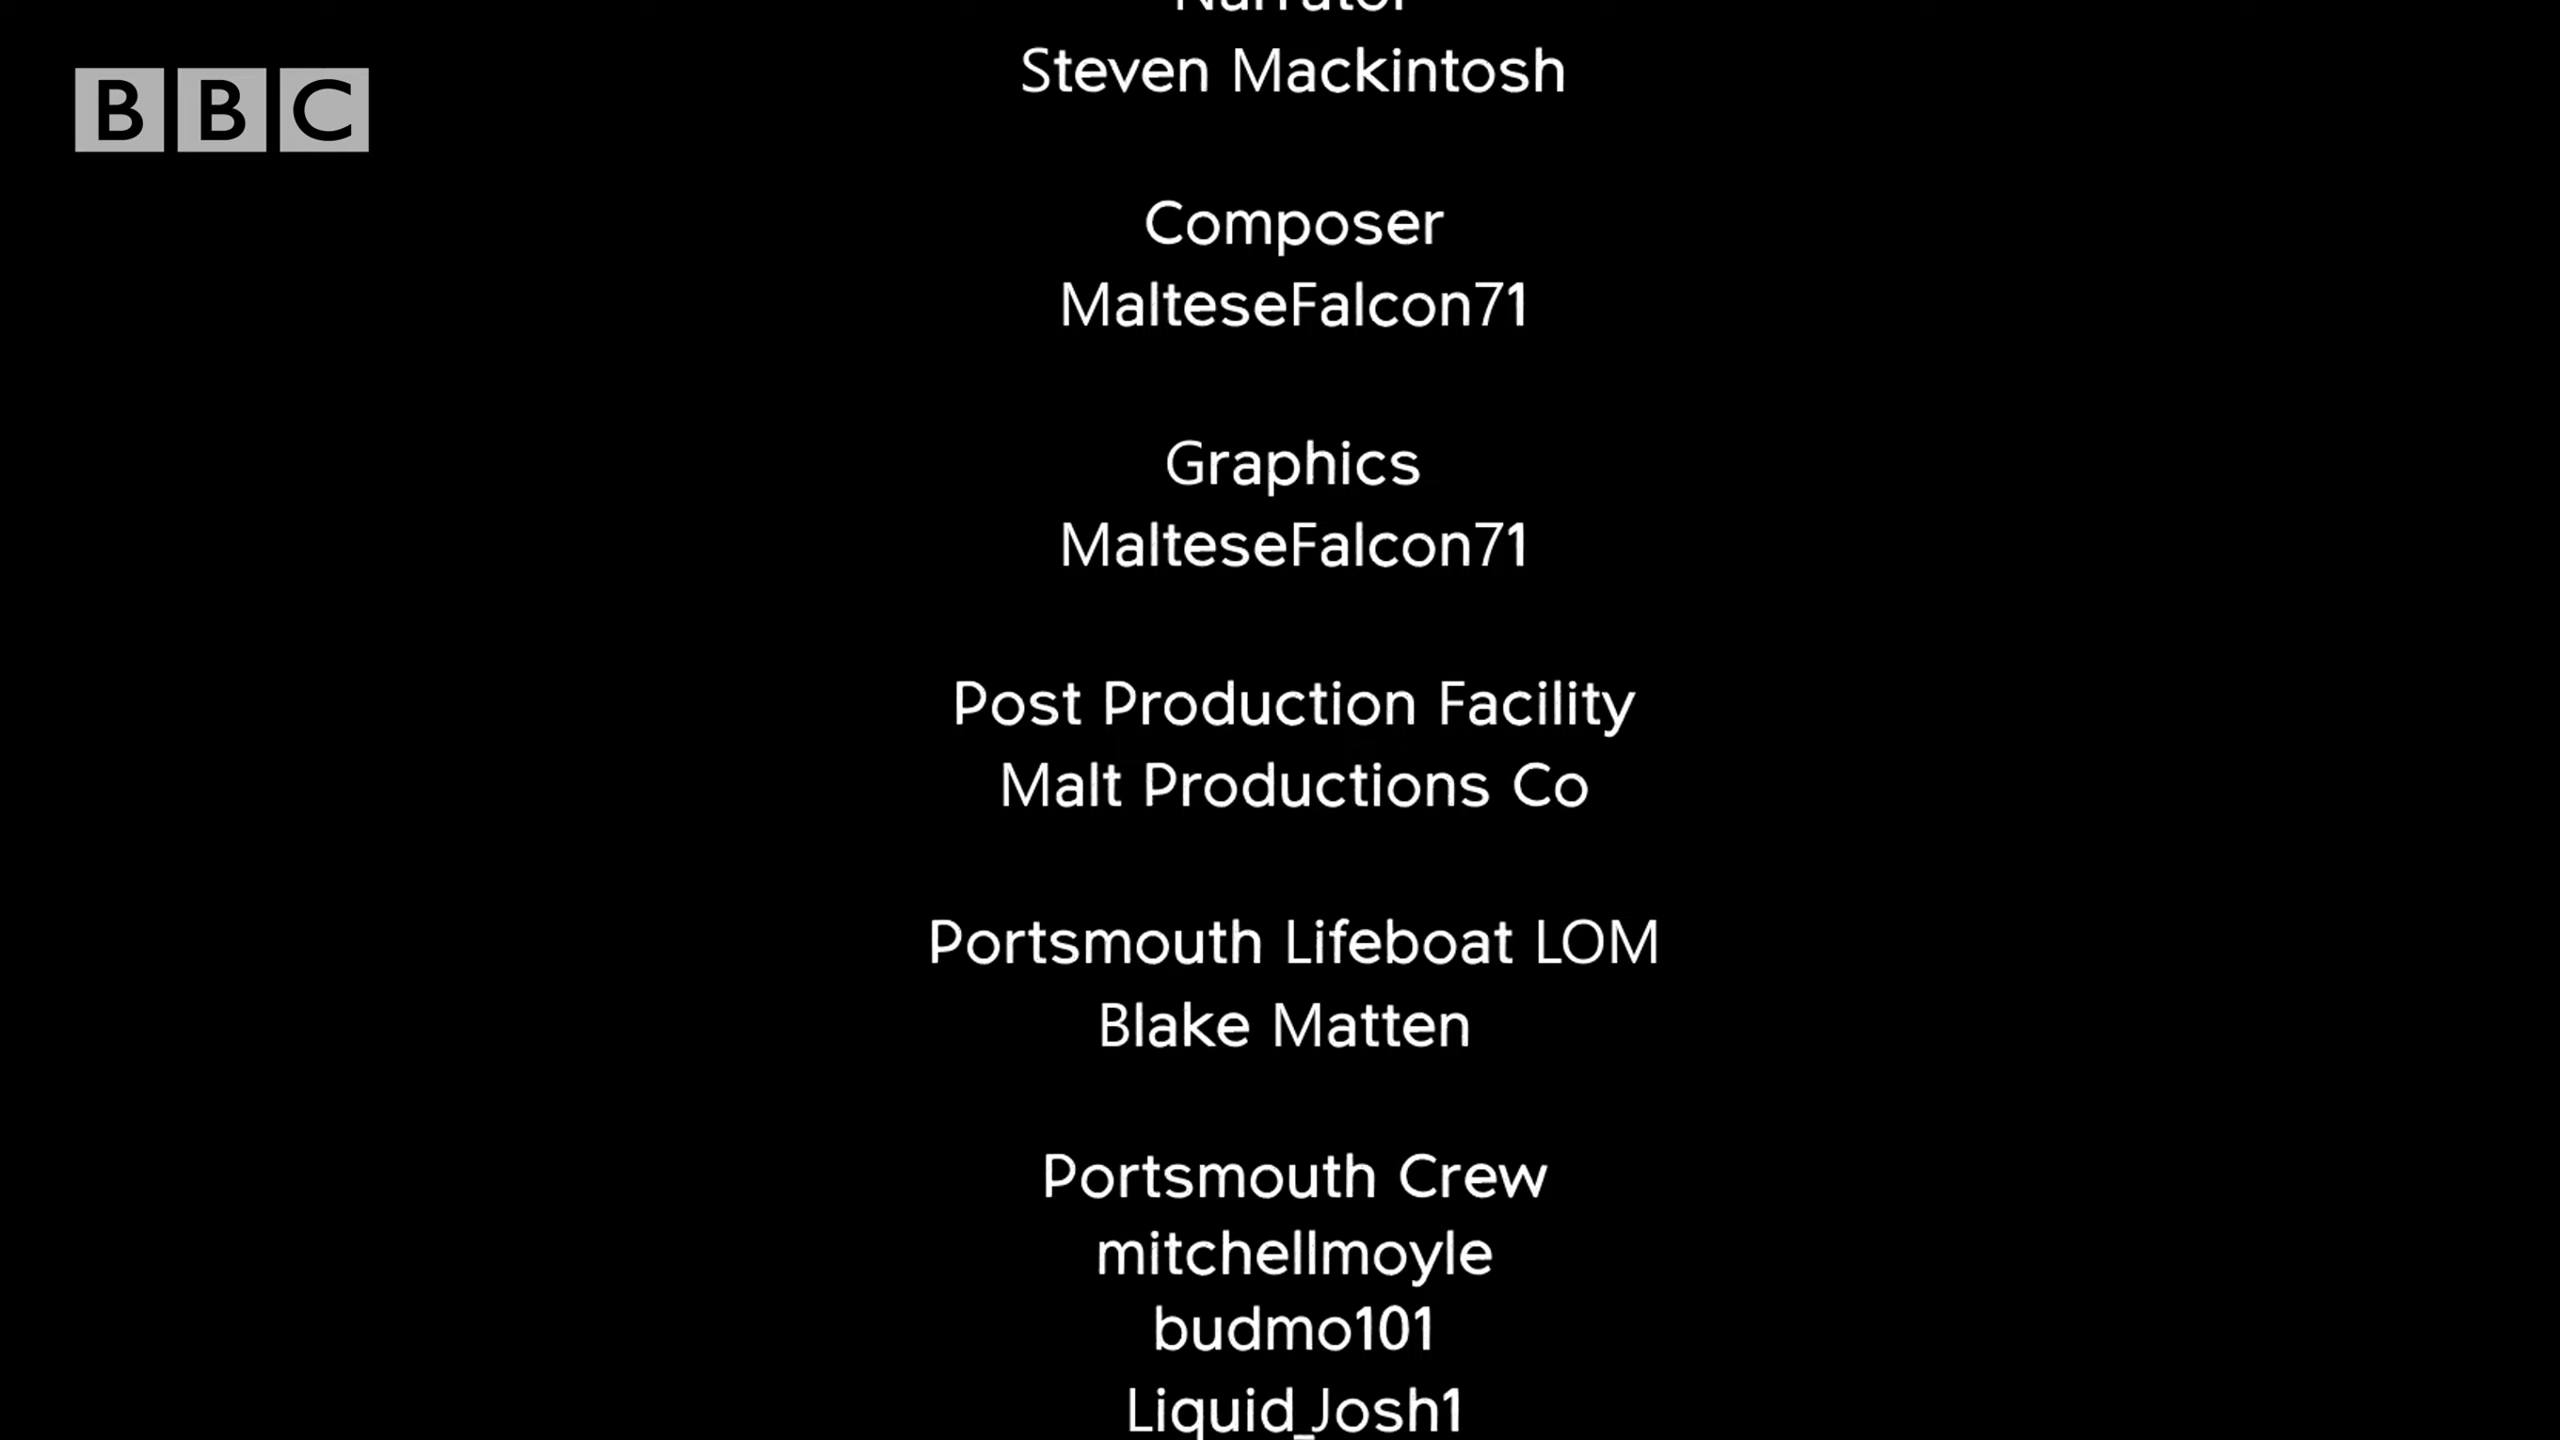 Narrator
BBC
Steven Mackintosh
Composer
MalteseFalcon71
Graphics
MalteseFalcon71
Post Production Facility
Malt Productions Co
Portsmouth Lifeboat LOM
Blake Matten
Portsmouth Crew
mitchellmoyle
budmo101
Liquid_Josh1